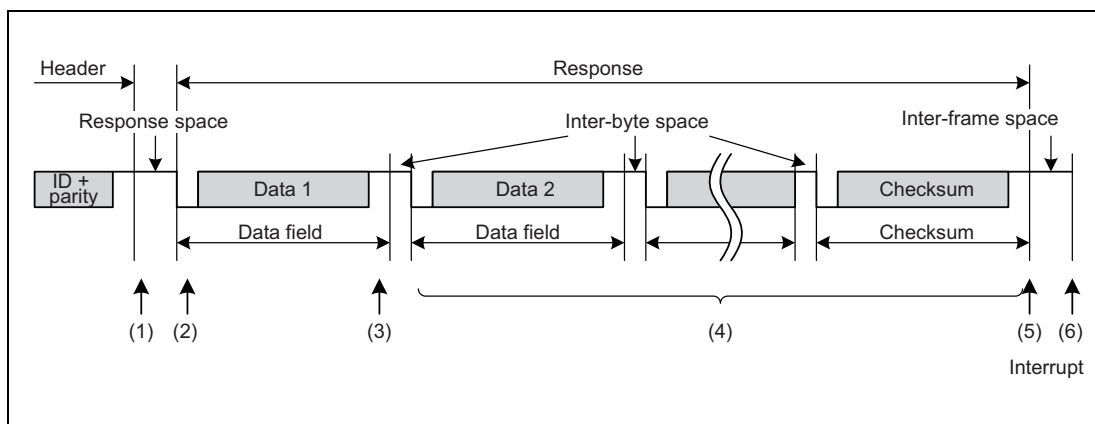 Header
Response
Response space
Inter-byte space
Inter-frame space
ID +
parity
Data 1
Data 2
Checksum
Data field
Data field
Checksum
(1)
(2)
(3)
(4)
(5)
(6)
Interrupt